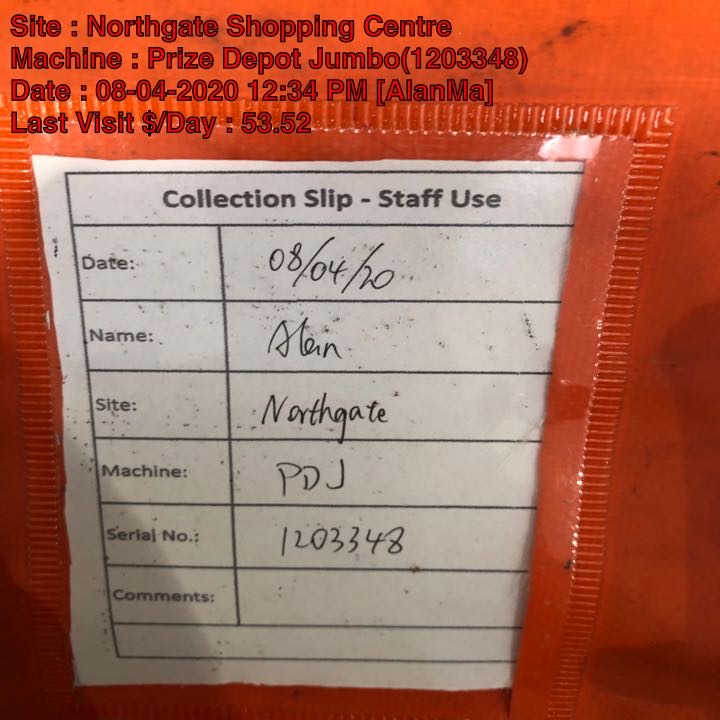 Site : Northgate Shopping Centre
Machine : Prize Depot Jumbo(1203348)
Date : 08-04-2020 12:34 PM [AlanMa]
Last Visit $/Day : 53.52
Collection Slip - Staff Use
Date: 08/04/20
Name: Alan
Site: Northgate
Machine: PDJ
Serial No.: 1203348
Comments: